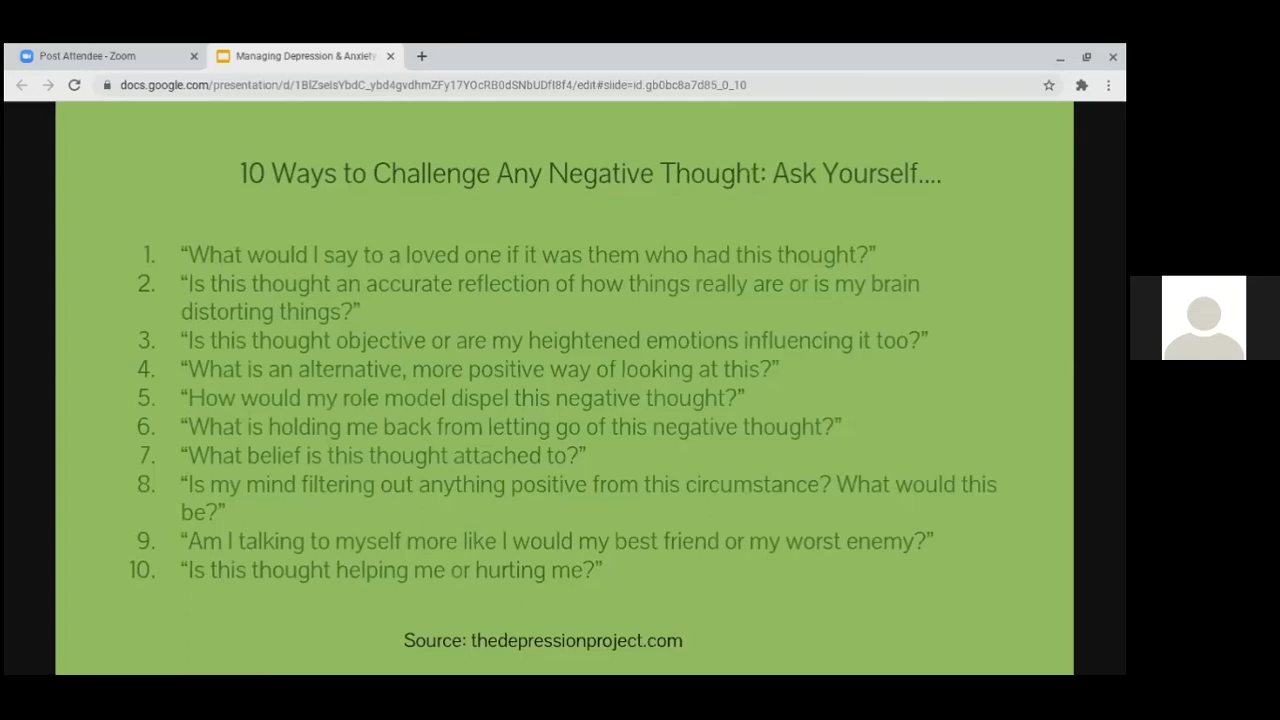 Post Attendee - Zoom
Managing Depression & Anxiety
docs.google.com/presentation/d/1BlZseIsYbdC_ybd4gvdhmZFy17YOcRB0dSNbUDfI8f4/edit#slide=id.gb0bc8a7d85_0_10
10 Ways to Challenge Any Negative Thought: Ask Yourself....
1. “What would I say to a loved one if it was them who had this thought?”
2. “Is this thought an accurate reflection of how things really are or is my brain
distorting things?”
3. “Is this thought objective or are my heightened emotions influencing it too?”
4. “What is an alternative, more positive way of looking at this?”
5. “How would my role model dispel this negative thought?”
6. “What is holding me back from letting go of this negative thought?”
7. “What belief is this thought attached to?”
8. “Is my mind filtering out anything positive from this circumstance? What would this
be?”
9. “Am I talking to myself more like I would my best friend or my worst enemy?”
10. “Is this thought helping me or hurting me?”
Source: thedepressionproject.com